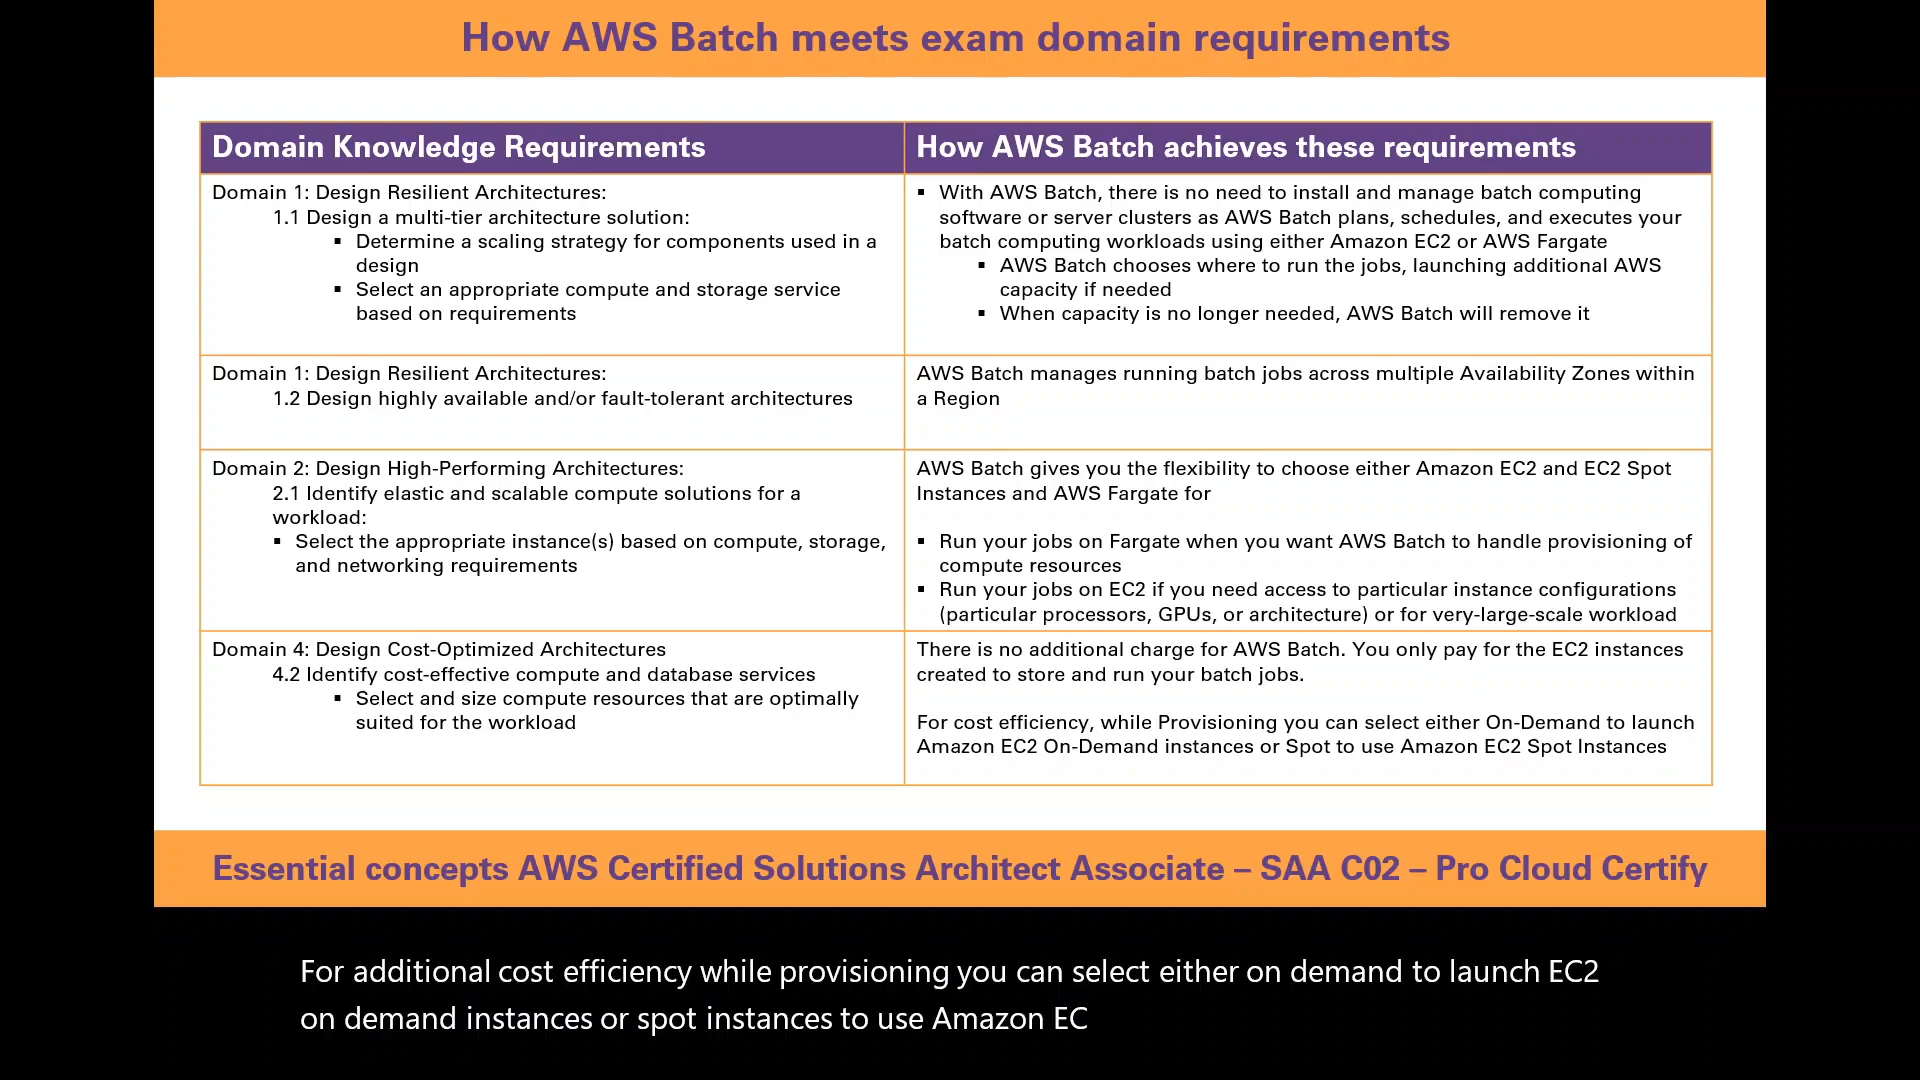 How AWS Batch meets exam domain requirements
Domain Knowledge Requirements
How AWS Batch achieves these requirements
Domain 1: Design Resilient Architectures:
1.1 Design a multi-tier architecture solution:
▪ Determine a scaling strategy for components used in a
design
▪ Select an appropriate compute and storage service
based on requirements
▪ With AWS Batch, there is no need to install and manage batch computing
software or server clusters as AWS Batch plans, schedules, and executes your
batch computing workloads using either Amazon EC2 or AWS Fargate
▪ AWS Batch chooses where to run the jobs, launching additional AWS
capacity if needed
▪ When capacity is no longer needed, AWS Batch will remove it
Domain 1: Design Resilient Architectures:
1.2 Design highly available and/or fault-tolerant architectures
AWS Batch manages running batch jobs across multiple Availability Zones within
a Region
Domain 2: Design High-Performing Architectures:
2.1 Identify elastic and scalable compute solutions for a
workload:
▪ Select the appropriate instance(s) based on compute, storage,
and networking requirements
AWS Batch gives you the flexibility to choose either Amazon EC2 and EC2 Spot
Instances and AWS Fargate for
▪ Run your jobs on Fargate when you want AWS Batch to handle provisioning of
compute resources
▪ Run your jobs on EC2 if you need access to particular instance configurations
(particular processors, GPUs, or architecture) or for very-large-scale workload
Domain 4: Design Cost-Optimized Architectures
4.2 Identify cost-effective compute and database services
▪ Select and size compute resources that are optimally
suited for the workload
There is no additional charge for AWS Batch. You only pay for the EC2 instances
created to store and run your batch jobs.
For cost efficiency, while Provisioning you can select either On-Demand to launch
Amazon EC2 On-Demand instances or Spot to use Amazon EC2 Spot Instances
Essential concepts AWS Certified Solutions Architect Associate – SAA C02 – Pro Cloud Certify
For additional cost efficiency while provisioning you can select either on demand to launch EC2
on demand instances or spot instances to use Amazon EC